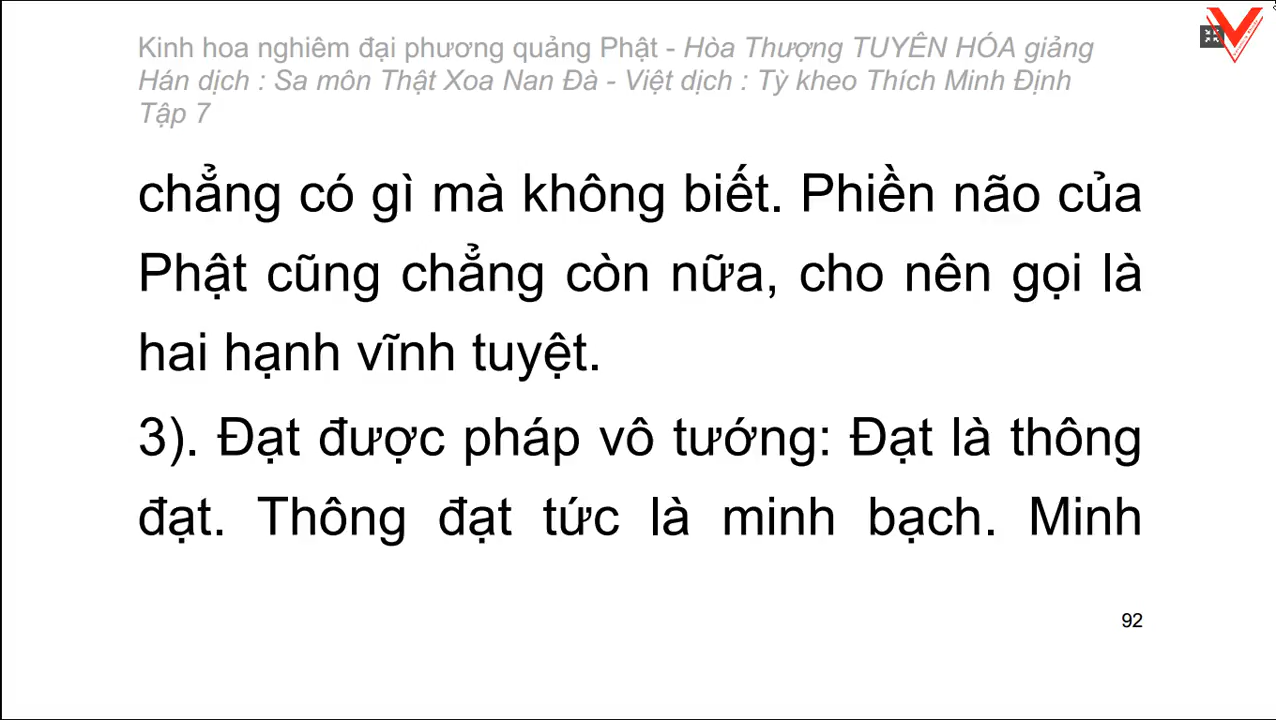 Kinh hoa nghiêm đại phương quảng Phật - Hòa Thượng TUYÊN HÓA giảng
Hán dịch : Sa môn Thật Xoa Nan Đà - Việt dịch : Tỳ kheo Thích Minh Định
Tập 7
chẳng có gì mà không biết. Phiền não của
Phật cũng chẳng còn nữa, cho nên gọi là
hai hạnh vĩnh tuyệt.
3). Đạt được pháp vô tướng: Đạt là thông
đạt. Thông đạt tức là minh bạch. Minh
92